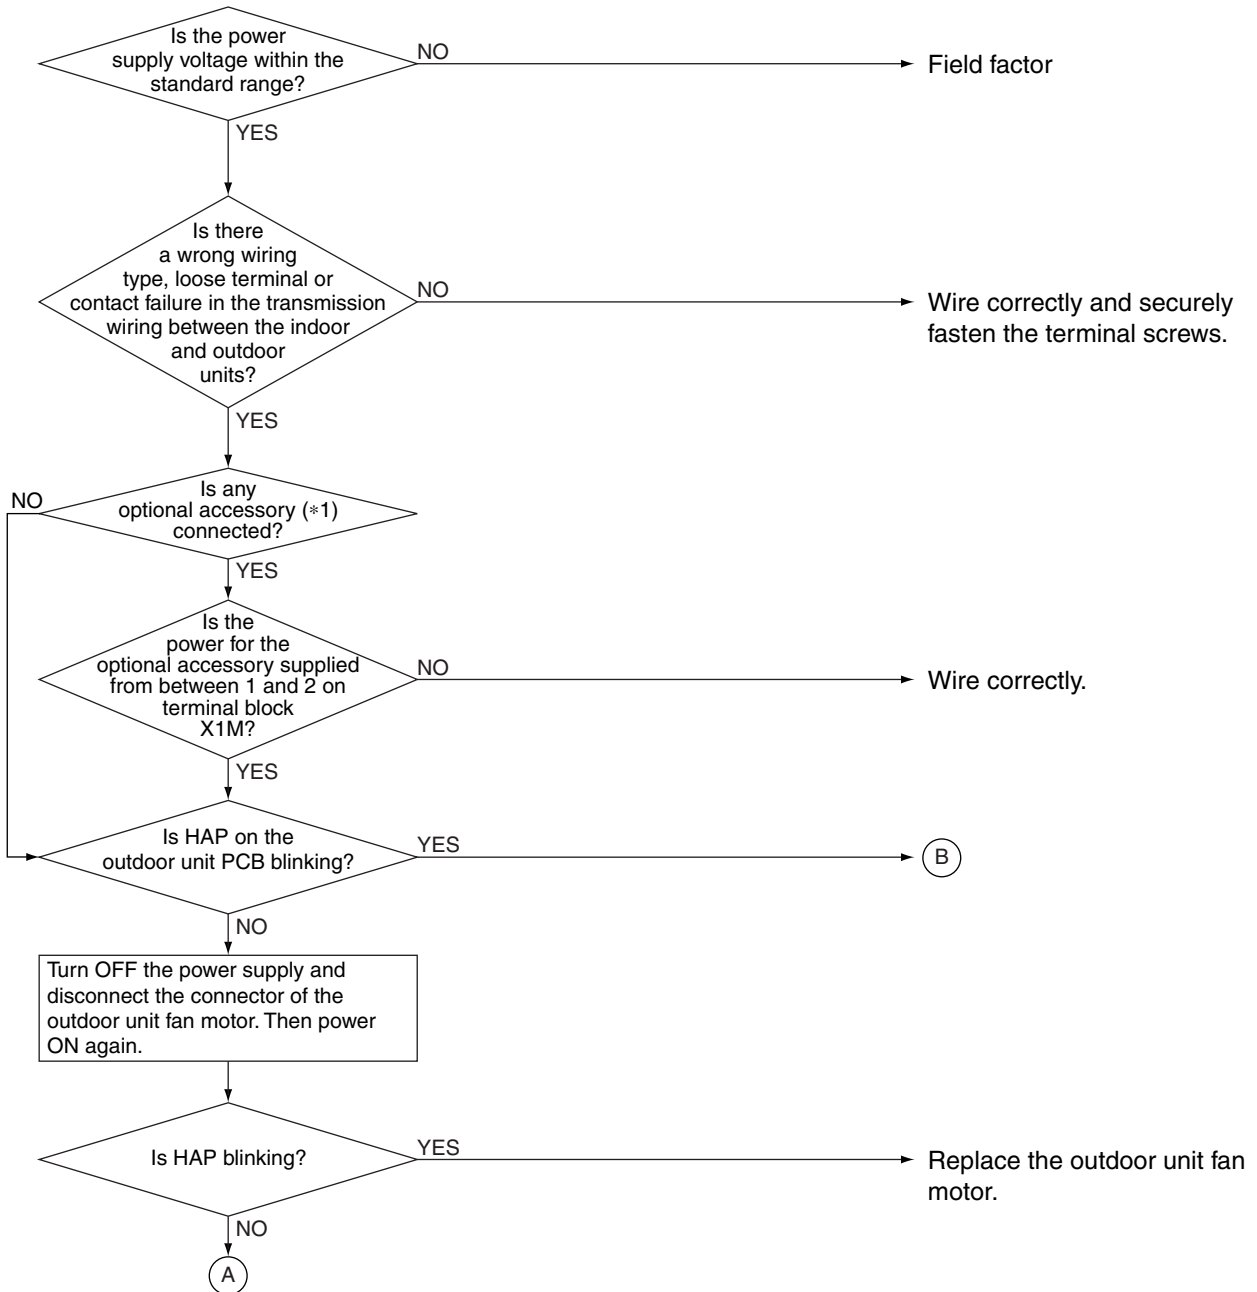 Is the power
supply voltage within the
standard range?
NO
Field factor
YES
Is there
a wrong wiring
type, loose terminal or
contact failure in the transmission
wiring between the indoor
and outdoor
units?
NO
Wire correctly and securely
fasten the terminal screws.
YES
NO
Is any
optional accessory (*1)
connected?
YES
Is the
power for the
optional accessory supplied
from between 1 and 2 on
terminal block
X1M?
NO
Wire correctly.
YES
Is HAP on the
outdoor unit PCB blinking?
YES
B
NO
Turn OFF the power supply and
disconnect the connector of the
outdoor unit fan motor. Then power
ON again.
Is HAP blinking?
YES
Replace the outdoor unit fan
motor.
NO
A